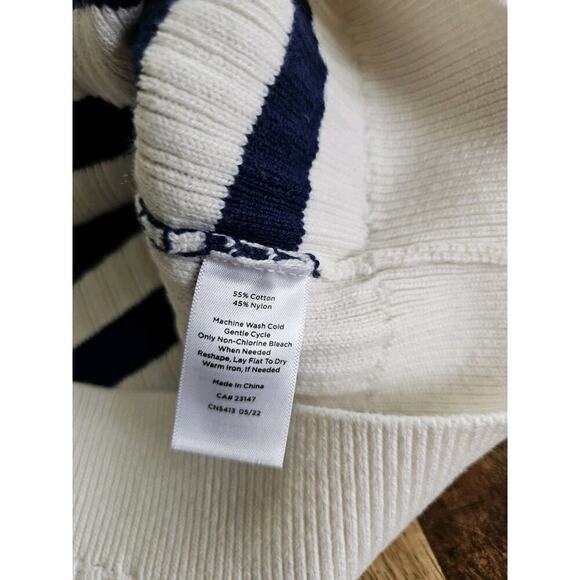 55% Cotton
45% Nylon
Machine Wash Cold
Gentle Cycle
Only Non-Chlorine Bleach
When Needed
Reshape, Lay Flat To Dry
Warm Iron, If Needed
Made In China
CA# 23147
CN5413 05/22